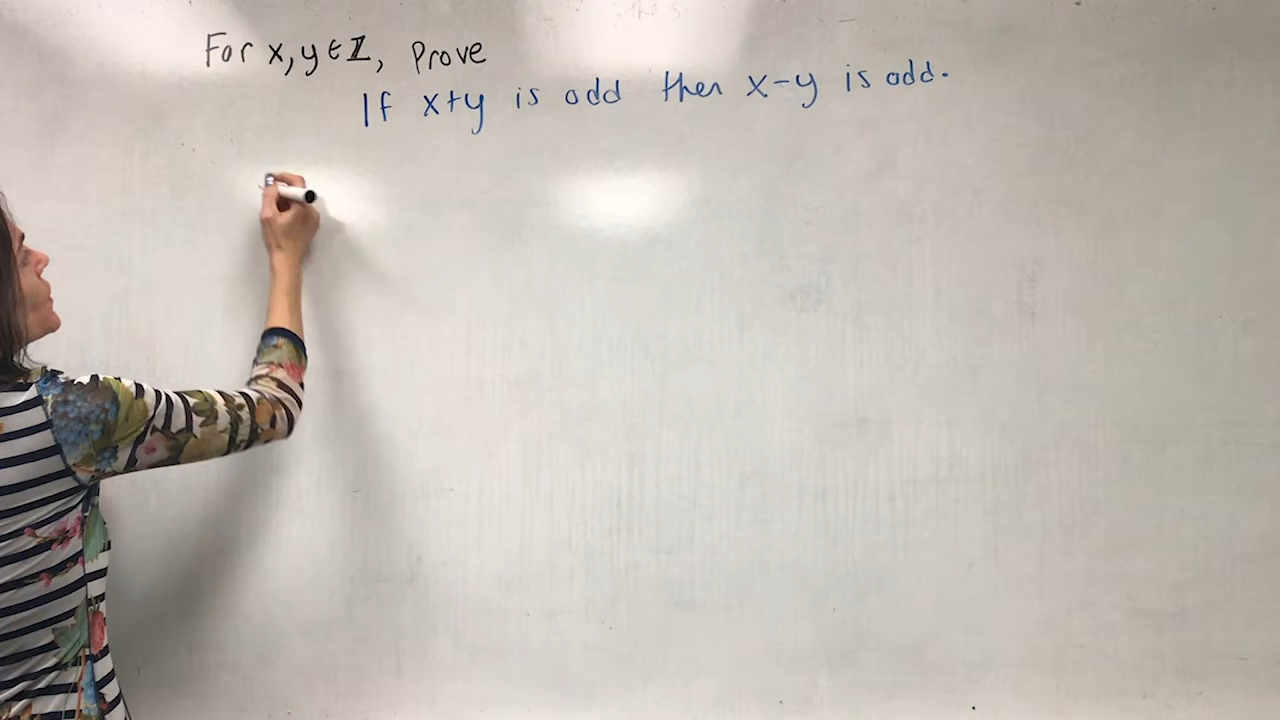 For x, y ∈ ℤ, Prove
If x+y is odd then x-y is odd.